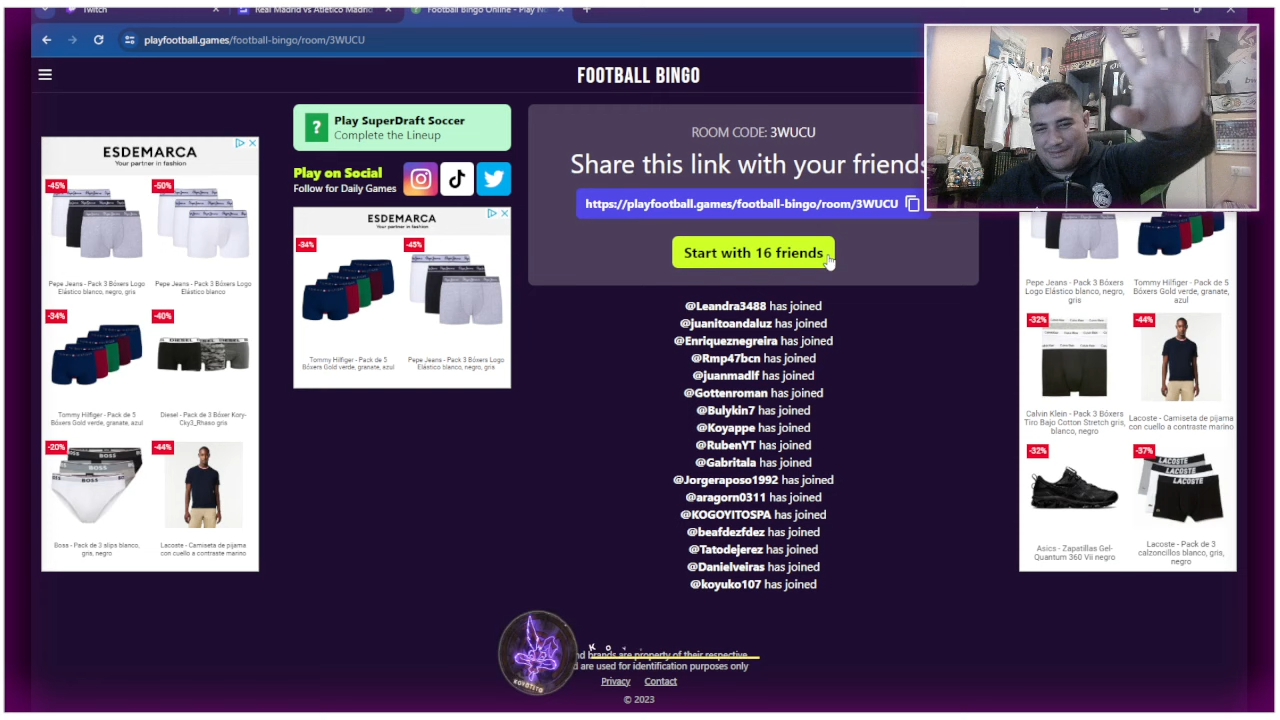 Twitch
Real Madrid vs Atlético Madrid
Football Bingo Online - Play N
playfootball.games/football-bingo/room/3WUCU
FOOTBALL BINGO
ESDEMARCA
Your partner in fashion
-45%
-50%
Pepe Jeans - Pack 3 Bóxers
Logo Elástico blanco, negro, gris
Pepe Jeans - Pack 3 Bóxers Logo
Elástico blanco
-34%
-40%
Tommy Hilfiger - Pack de 5
Bóxers Gold verde, granate, azul
Diesel - Pack de 3 Bóxer Kory-
Cky3_Rhaso gris
-20%
-44%
BOSS
Boss - Pack de 3 slips blanco,
gris, negro
Lacoste - Camiseta de pijama
con cuello a contraste marino
?
Play SuperDraft Soccer
Complete the Lineup
Play on Social
Follow for Daily Games
ESDEMARCA
Your partner in fashion
-34%
-45%
Tommy Hilfiger - Pack de 5
Bóxers Gold verde, granate, azul
Pepe Jeans - Pack 3 Bóxers Logo
Elástico blanco, negro, gris
ROOM CODE: 3WUCU
Share this link with your friends
https://playfootball.games/football-bingo/room/3WUCU
Start with 16 friends
@Leandra3488 has joined
@juanitoandaluz has joined
@Enriqueznegreira has joined
@Rmp47bcn has joined
@juanmadlf has joined
@Gottenroman has joined
@Bulykin7 has joined
@Koyappe has joined
@RubenYT has joined
@Gabritala has joined
@Jorgeraposo1992 has joined
@aragorn0311 has joined
@KOGOYITOSPA has joined
@beafdezfdez has joined
@Tatodejerez has joined
@Danielveiras has joined
@koyuko107 has joined
K O
nd brands are property of their respective
d are used for identification purposes only
Privacy
Contact
© 2023
Pepe Jeans - Pack 3 Bóxers
Logo Elástico blanco, negro,
gris
Tommy Hilfiger - Pack de 5
Bóxers Gold verde, granate,
azul
-32%
-44%
Calvin Klein - Pack 3 Bóxers
Tiro Bajo Cotton Stretch gris,
blanco, negro
Lacoste - Camiseta de pijama
con cuello a contraste marino
-32%
-37%
LACOSTE
LACOSTE
Asics - Zapatillas Gel-
Quantum 360 Vii negro
Lacoste - Pack de 3
calzoncillos blanco, gris,
negro